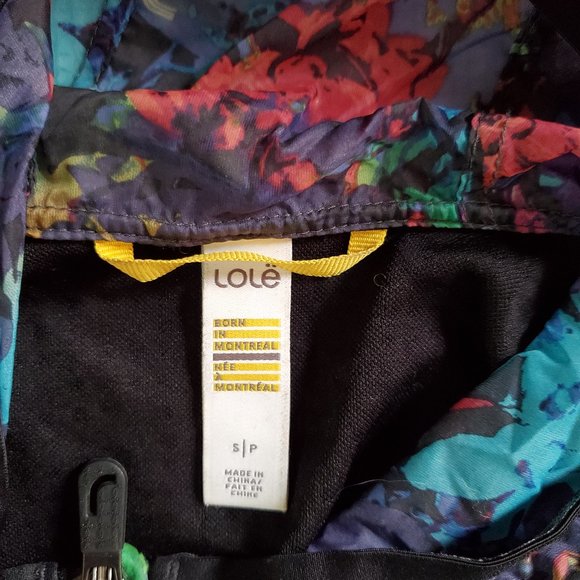 LOLË
BORN
IN
MONTREAL
NÉE
À
MONTRÉAL
S|P
MADE IN
CHINA/
FAIT EN
CHINE